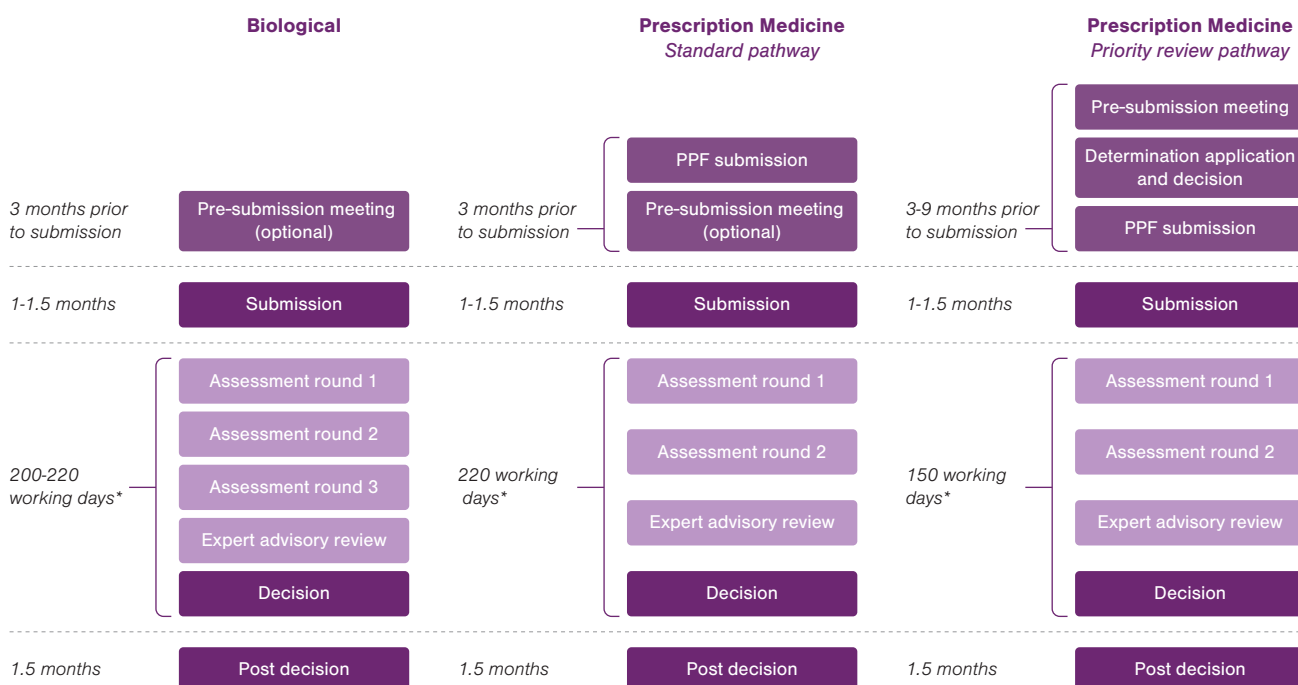 Biological
Prescription Medicine
Standard pathway
Prescription Medicine
Priority review pathway
3 months prior
to submission
Pre-submission meeting
(optional)
3 months prior
to submission
PPF submission
Pre-submission meeting
(optional)
3-9 months prior
to submission
Pre-submission meeting
Determination application
and decision
PPF submission
1-1.5 months
Submission
1-1.5 months
Submission
1-1.5 months
Submission
200-220
working days*
Assessment round 1
Assessment round 2
Assessment round 3
Expert advisory review
Decision
220 working
days*
Assessment round 1
Assessment round 2
Expert advisory review
Decision
150 working
days*
Assessment round 1
Assessment round 2
Expert advisory review
Decision
1.5 months
Post decision
1.5 months
Post decision
1.5 months
Post decision